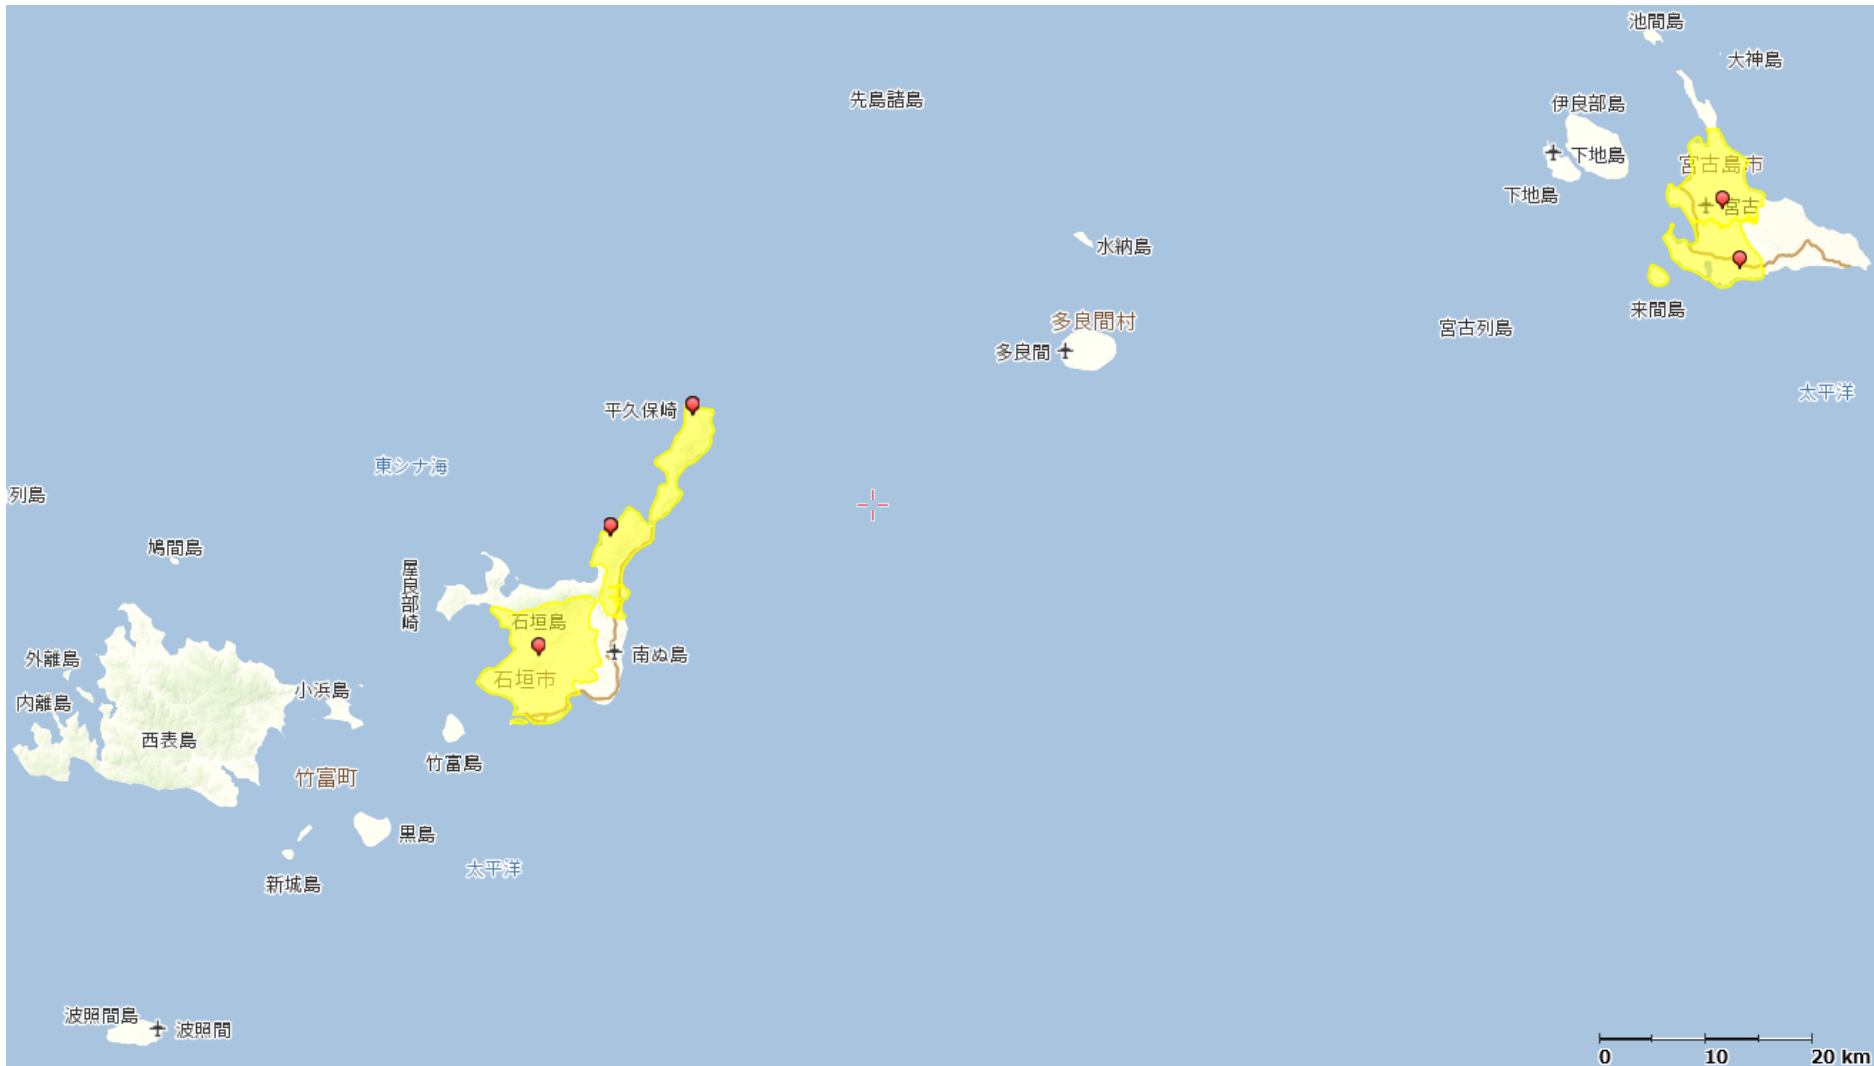 池間島
大神島
先島諸島
伊良部島
下地島
宮古島市
下地島
宮古
水納島
来間島
多良間村
宮古列島
多良間
太平洋
平久保崎
東シナ海
列島
鳩間島
屋良部崎
石垣島
南ぬ島
外離島
石垣市
小浜島
内離島
西表島
竹富島
竹富町
黒島
太平洋
新城島
波照間島
波照間
0 10 20 km